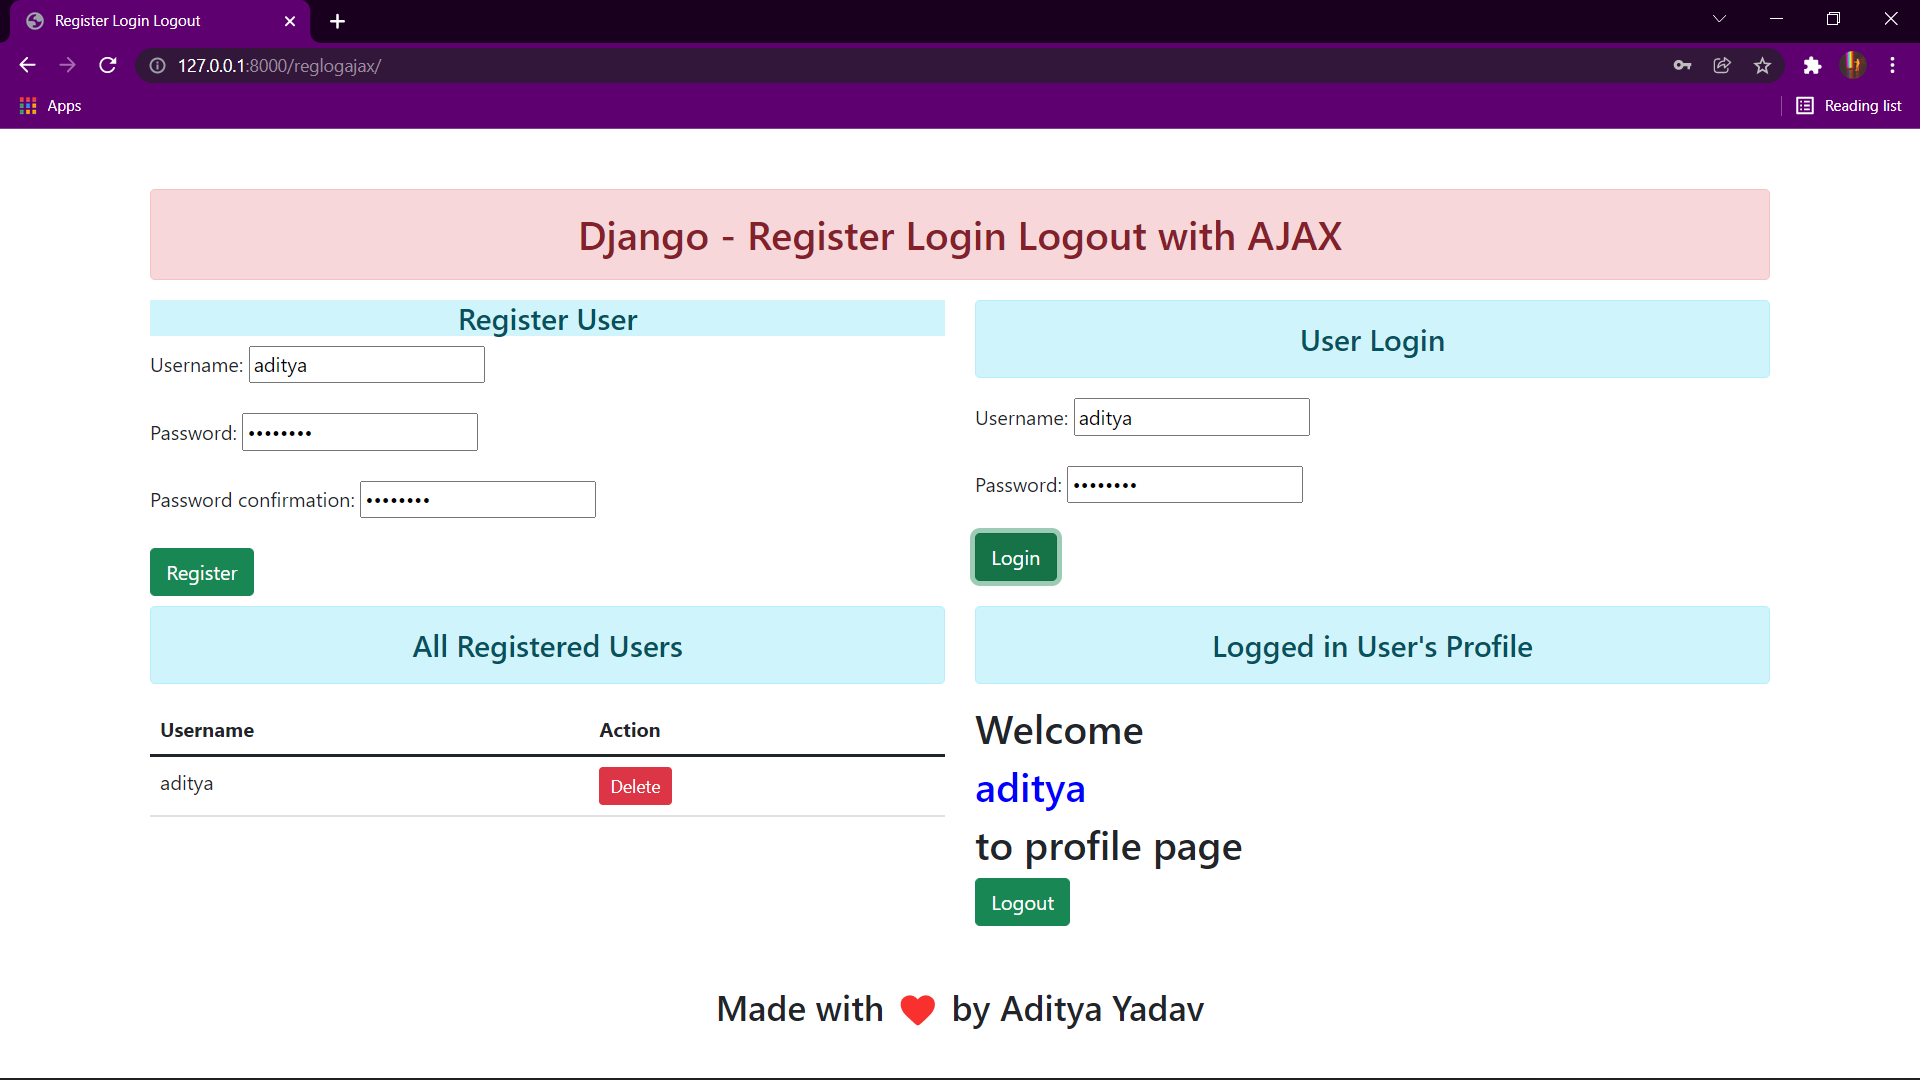 Register Login Logout
127.0.0.1:8000/reglogajax/
Apps
Reading list
Django - Register Login Logout with AJAX
Register User
Username: aditya
Password: ••••••••
Password confirmation: ••••••••
Register
User Login
Username: aditya
Password: ••••••••
Login
All Registered Users
Username Action
aditya Delete
Logged in User's Profile
Welcome
aditya
to profile page
Logout
Made with ❤ by Aditya Yadav